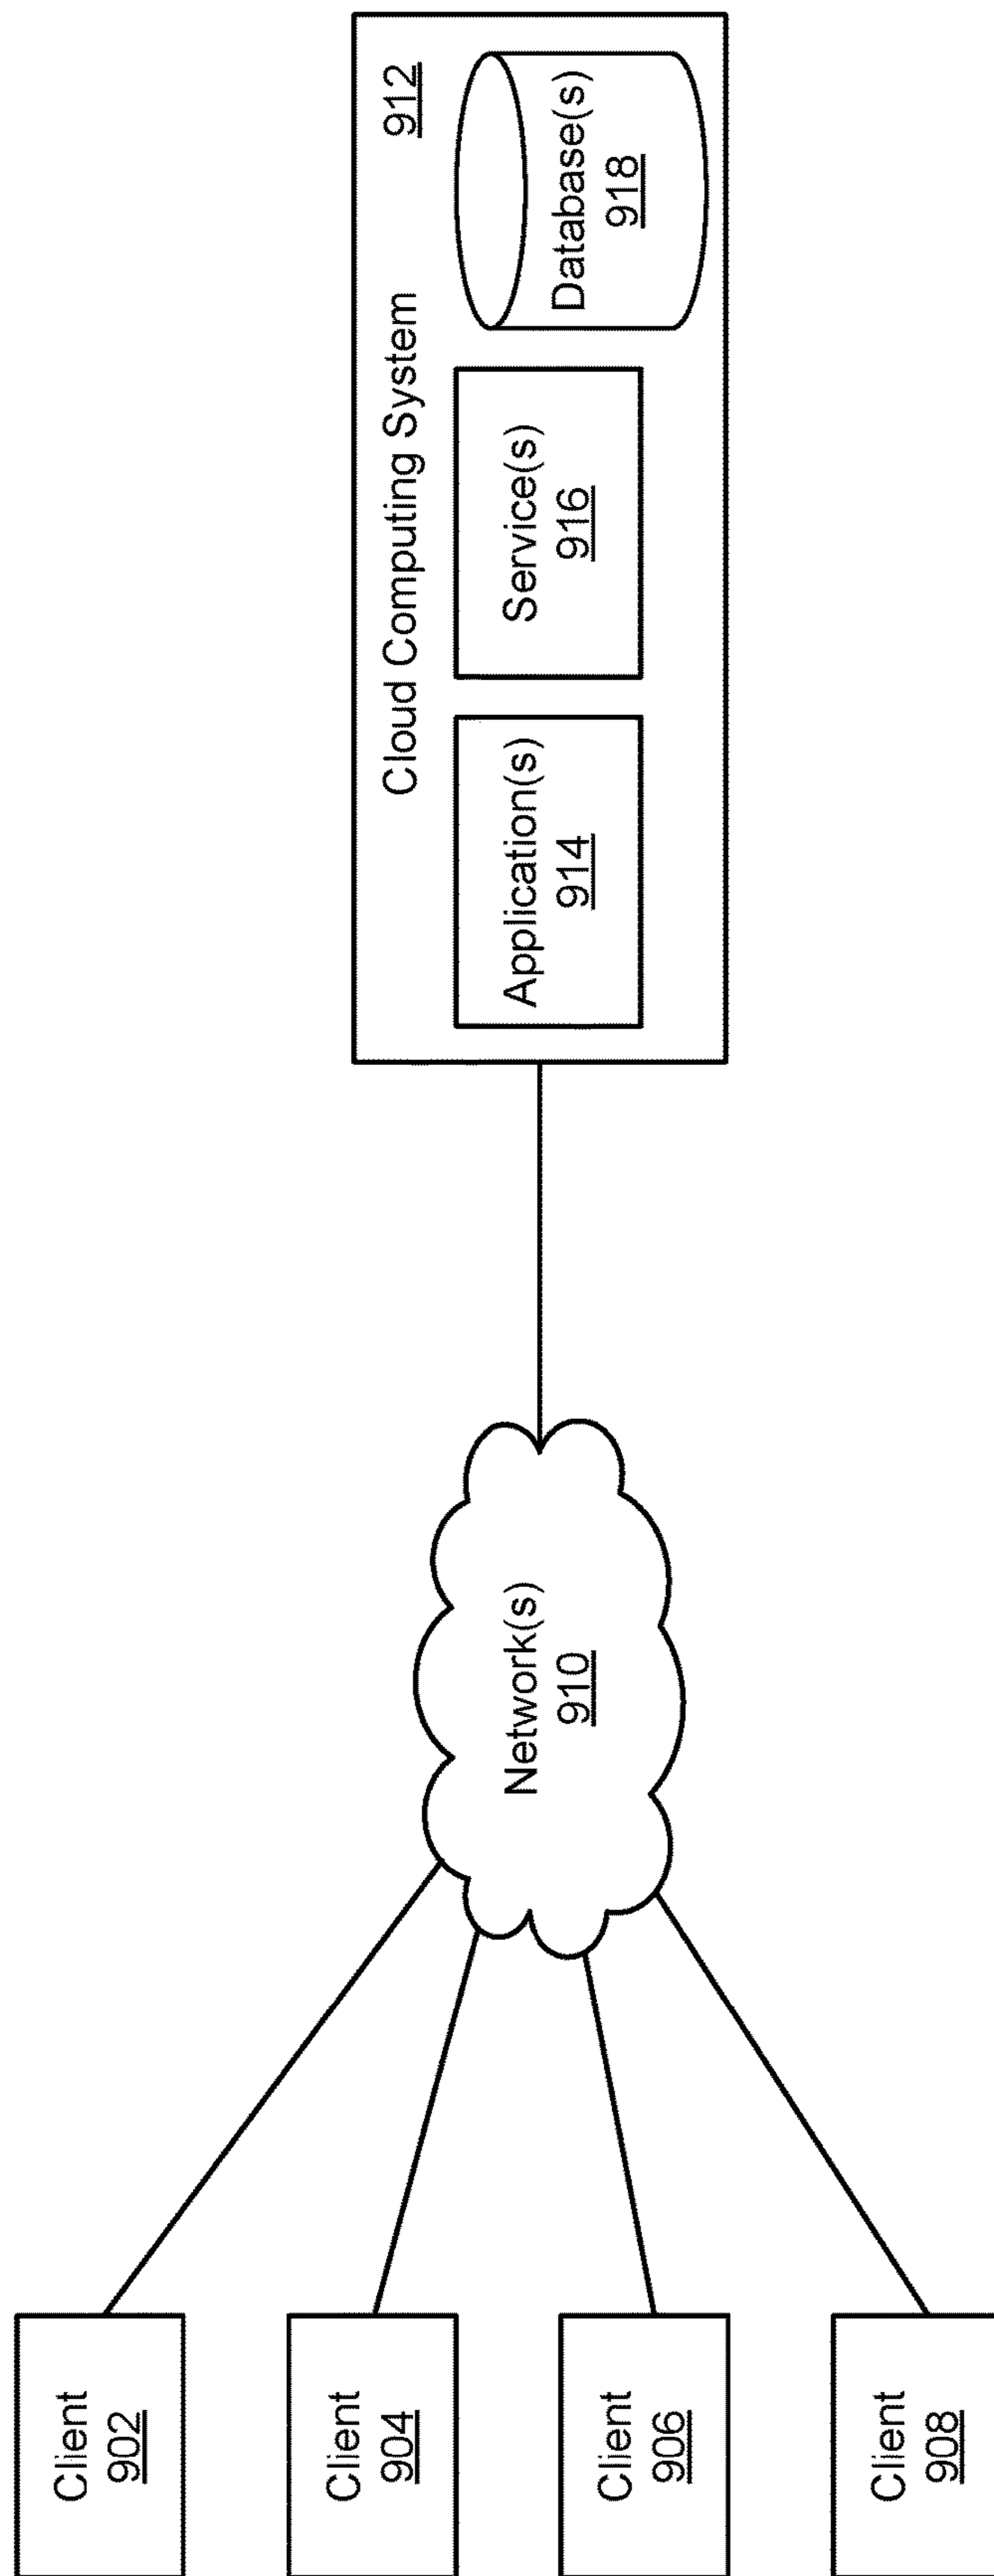 Client
902
Client
904
Client
906
Client
908
Network(s)
910
Cloud Computing System
912
Application(s)
914
Service(s)
916
Database(s)
918